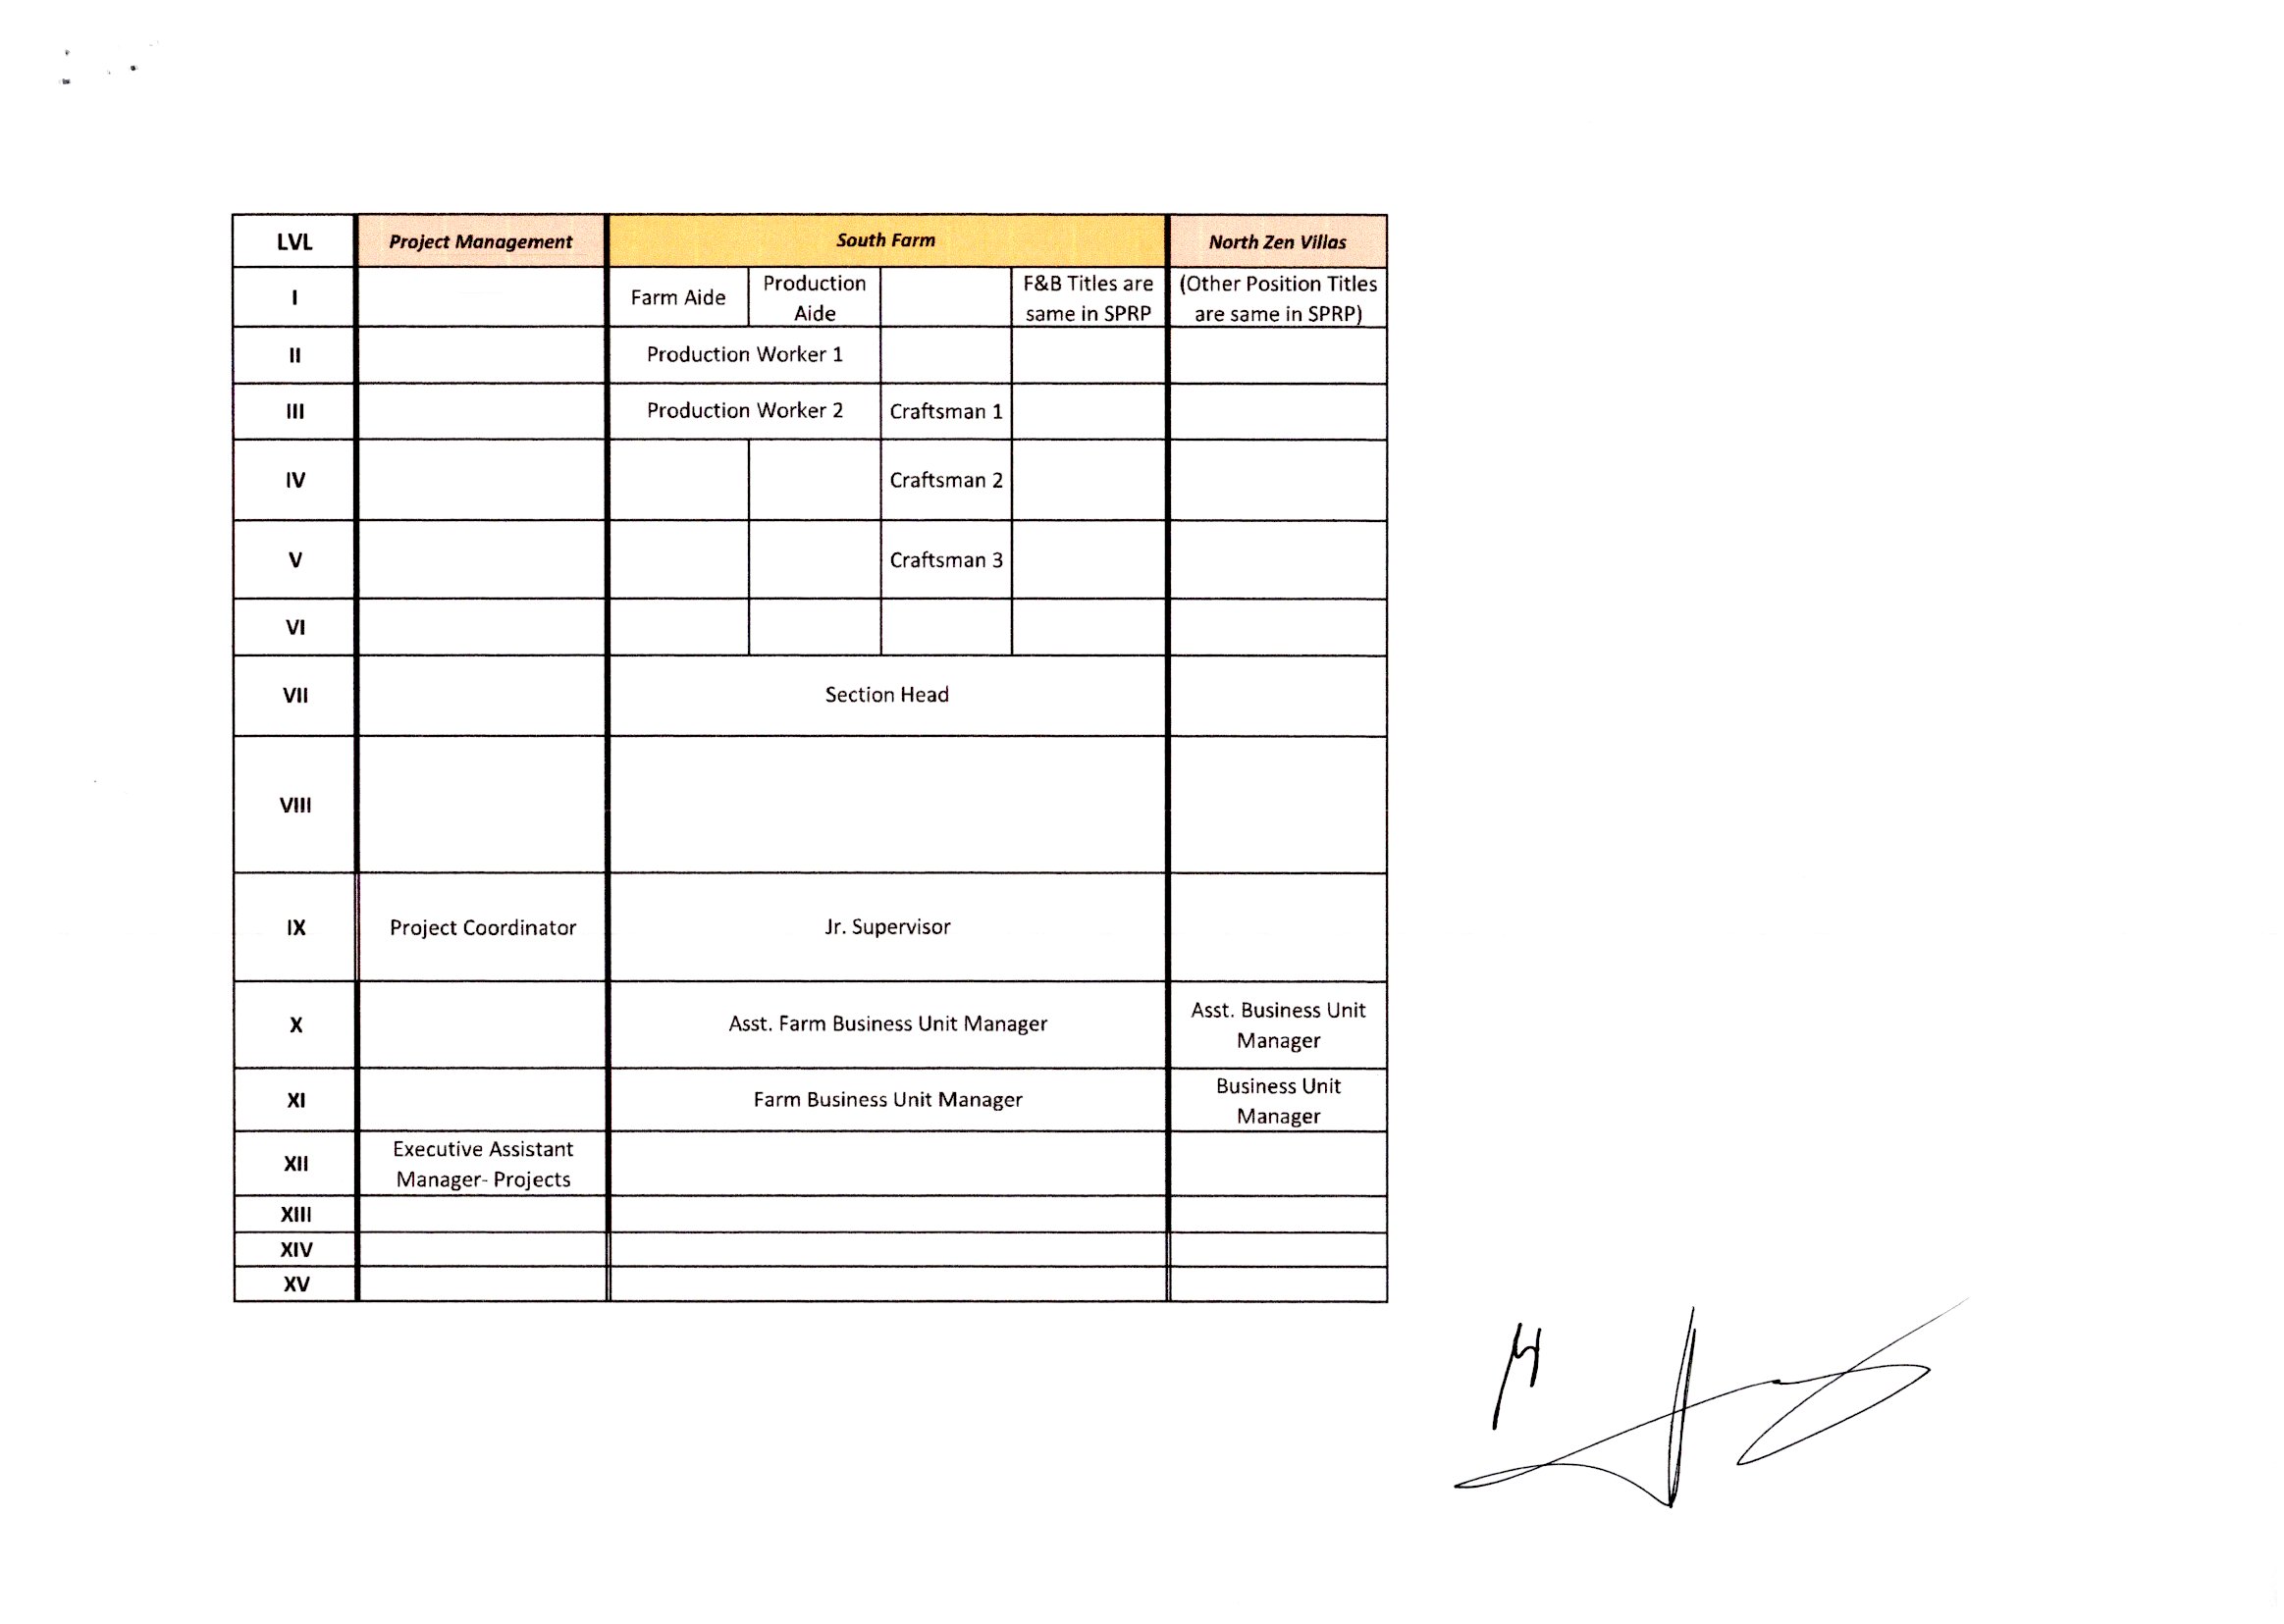 LVL Project Management South Farm North Zen Villas
I Farm Aide Production Aide F&B Titles are same in SPRP (Other Position Titles are same in SPRP)
II Production Worker 1
III Production Worker 2 Craftsman 1
IV Craftsman 2
V Craftsman 3
VI
VII Section Head
VIII
IX Project Coordinator Jr. Supervisor
X Asst. Farm Business Unit Manager Asst. Business Unit Manager
XI Farm Business Unit Manager Business Unit Manager
XII Executive Assistant Manager- Projects
XIII
XIV
XV